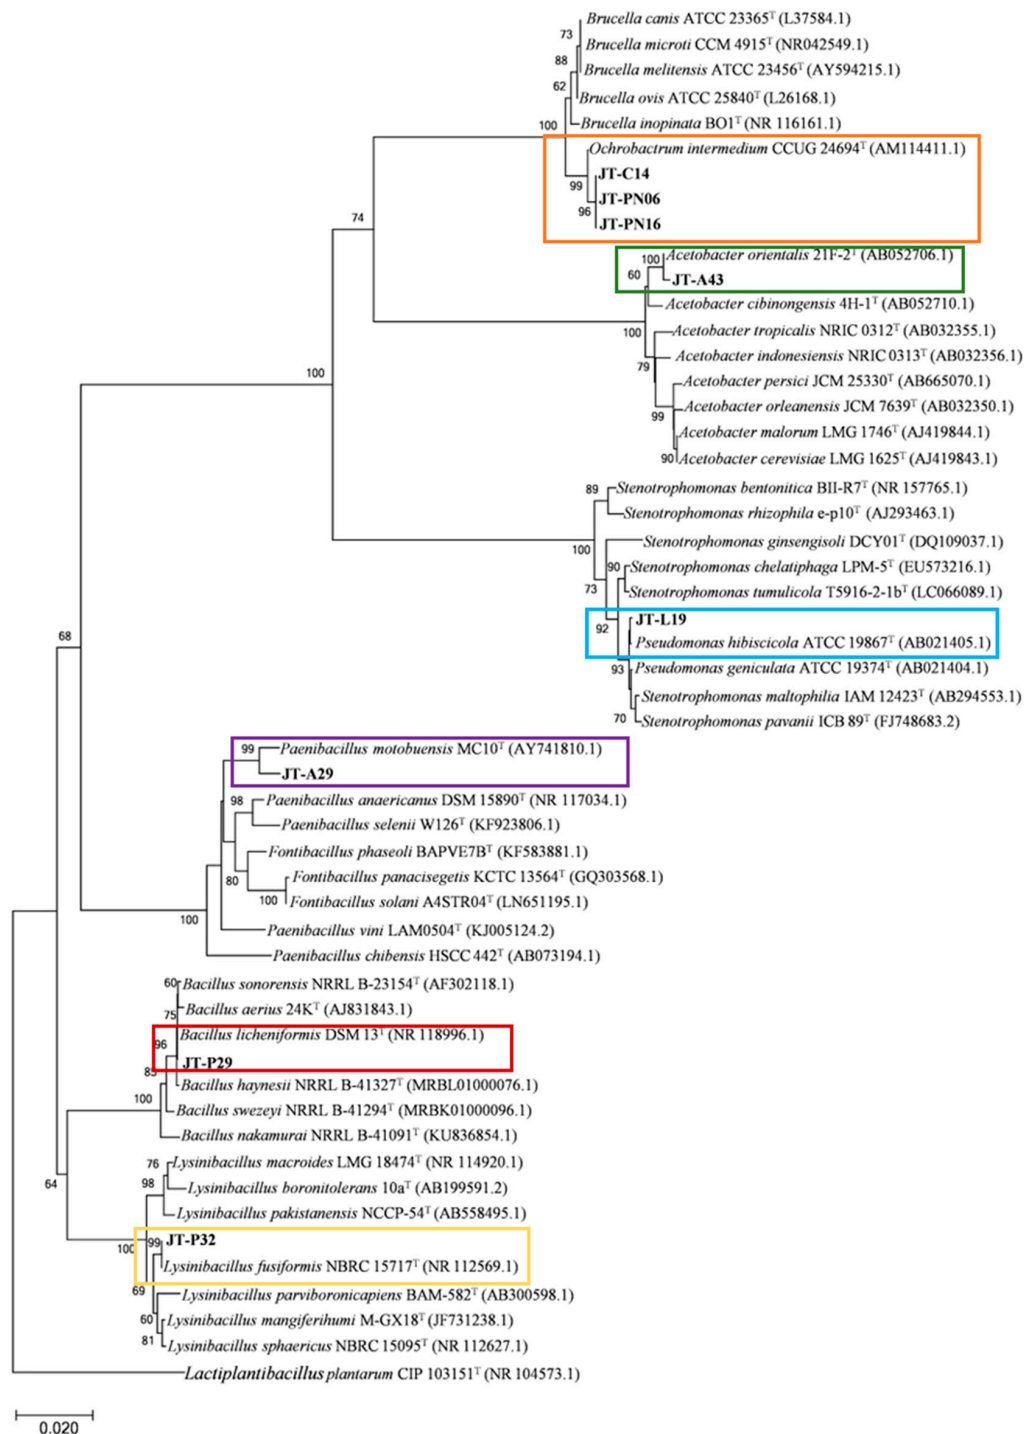 Brucella canis ATCC 23365T (L37584.1)
73
Brucella microti CCM 4915T (NR042549.1)
88
Brucella melitensis ATCC 23456T (AY594215.1)
62
Brucella ovis ATCC 25840T (L26168.1)
100
Brucella inopinata BO1T (NR 116161.1)
Ochrobactrum intermedium CCUG 24694T (AM114411.1)
JT-C14
99
JT-PN06
96
JT-PN16
74
Acetobacter orientalis 21F-2T (AB052706.1)
100
60
JT-A43
Acetobacter cibinongensis 4H-1T (AB052710.1)
100
Acetobacter tropicalis NRIC 0312T (AB032355.1)
Acetobacter indonesiensis NRIC 0313T (AB032356.1)
79
100
Acetobacter persici JCM 25330T (AB665070.1)
Acetobacter orleanensis JCM 7639T (AB032350.1)
99
Acetobacter malorum LMG 1746T (AJ419844.1)
90
Acetobacter cerevisiae LMG 1625T (AJ419843.1)
89
Stenotrophomonas bentonitica BII-R7T (NR 157765.1)
Stenotrophomonas rhizophila e-p10T (AJ293463.1)
100
Stenotrophomonas ginsengisoli DCY01T (DQ109037.1)
90
Stenotrophomonas chelatiphaga LPM-5T (EU573216.1)
73
Stenotrophomonas tumulicola T5916-2-1bT (LC066089.1)
JT-L19
92
Pseudomonas hibiscicola ATCC 19867T (AB021405.1)
68
93
Pseudomonas geniculata ATCC 19374T (AB021404.1)
Stenotrophomonas maltophilia IAM 12423T (AB294553.1)
70
Stenotrophomonas pavanii ICB 89T (FJ748683.2)
99
Paenibacillus motobuensis MC10T (AY741810.1)
JT-A29
98
Paenibacillus anaericanus DSM 15890T (NR 117034.1)
Paenibacillus selenii W126T (KF923806.1)
Fontibacillus phaseoli BAPVE7BT (KF583881.1)
80
Fontibacillus panacisegetis KCTC 13564T (GQ303568.1)
100
Fontibacillus solani A4STR04T (LN651195.1)
100
Paenibacillus vini LAM0504T (KJ005124.2)
Paenibacillus chibensis HSCC 442T (AB073194.1)
60
Bacillus sonorensis NRRL B-23154T (AF302118.1)
Bacillus aerius 24KT (AJ831843.1)
75
Bacillus licheniformis DSM 13T (NR 118996.1)
96
JT-P29
85
Bacillus haynesii NRRL B-41327T (MRBL01000076.1)
100
Bacillus swezeyi NRRL B-41294T (MRBK01000096.1)
Bacillus nakamurai NRRL B-41091T (KU836854.1)
76
Lysinibacillus macroides LMG 18474T (NR 114920.1)
64
98
Lysinibacillus boronitolerans 10aT (AB199591.2)
Lysinibacillus pakistanensis NCCP-54T (AB558495.1)
JT-P32
100
99
Lysinibacillus fusiformis NBRC 15717T (NR 112569.1)
69
Lysinibacillus parviboronicapiens BAM-582T (AB300598.1)
60
Lysinibacillus mangiferihumi M-GX18T (JF731238.1)
81
Lysinibacillus sphaericus NBRC 15095T (NR 112627.1)
Lactiplantibacillus plantarum CIP 103151T (NR 104573.1)
0.020